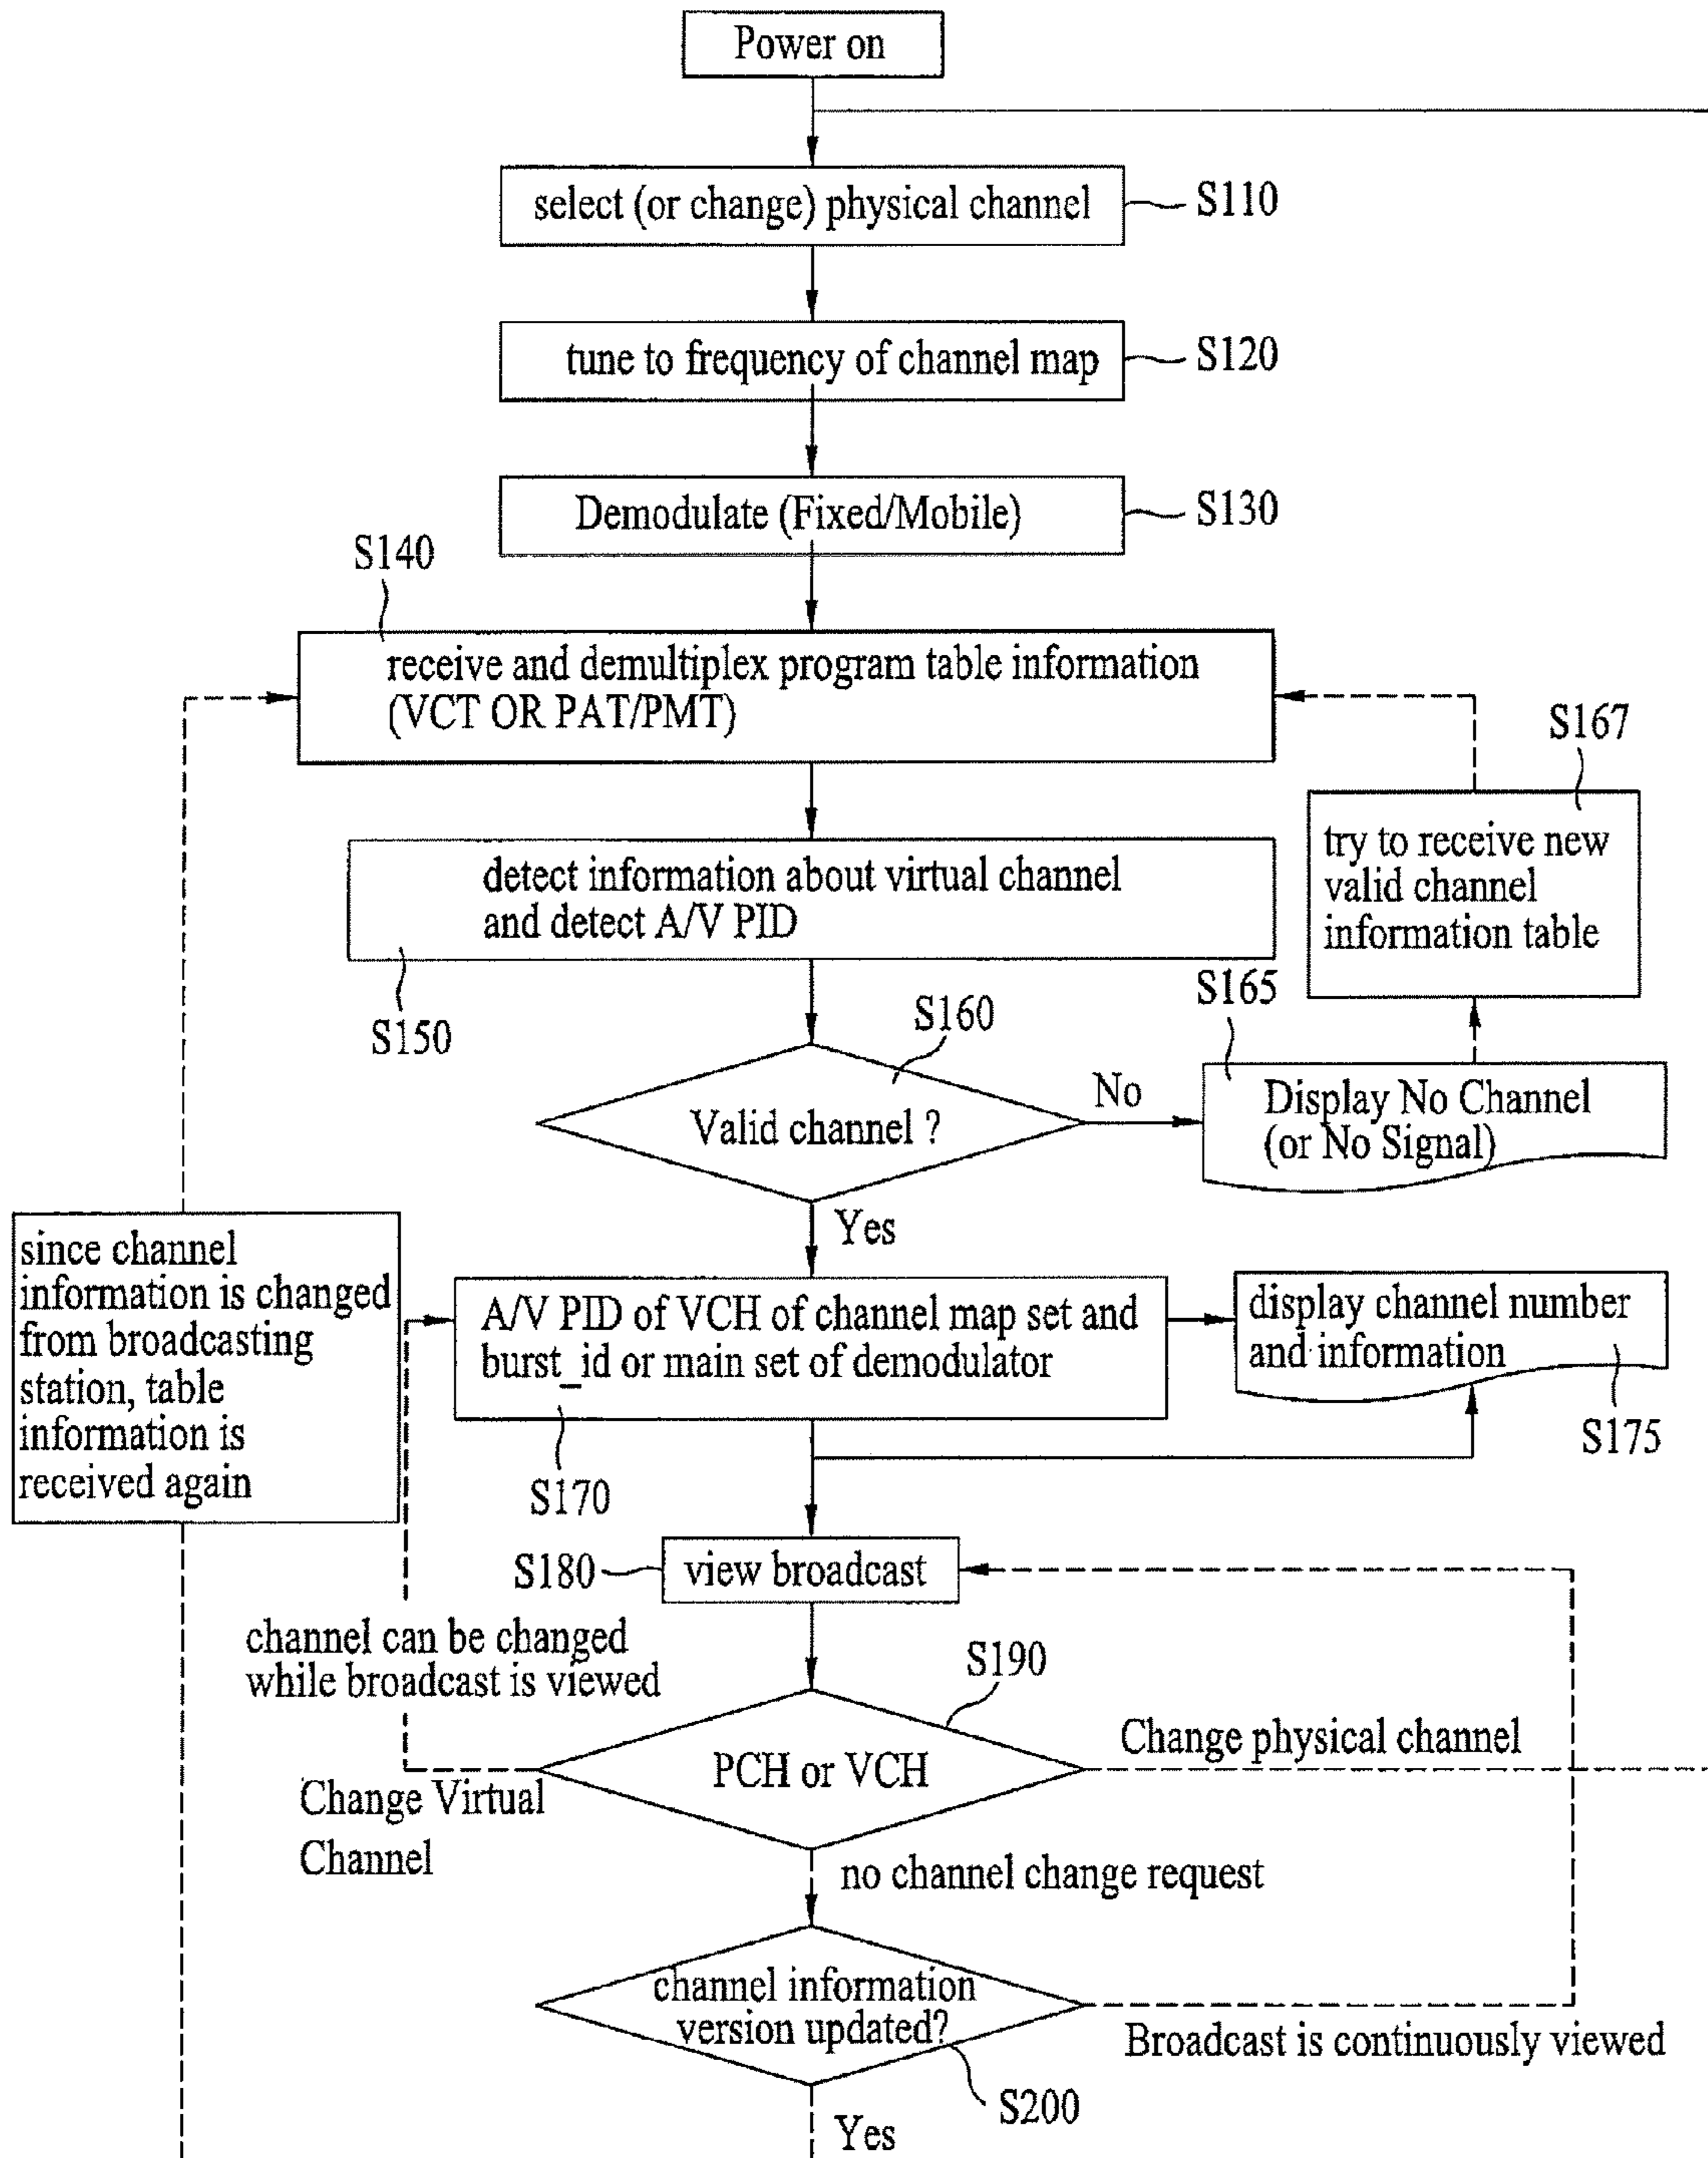 Power on
select (or change) physical channel
S110
tune to frequency of channel map
S120
Demodulate (Fixed/Mobile)
S130
S140
receive and demultiplex program table information
(VCT OR PAT/PMT)
S167
try to receive new
valid channel
information table
detect information about virtual channel
and detect A/V PID
S150
S160
S165
Valid channel ?
No
Display No Channel
(or No Signal)
Yes
since channel
information is changed
from broadcasting
station, table
information is
received again
A/V PID of VCH of channel map set and
burst_id or main set of demodulator
S170
display channel number
and information
S175
S180
view broadcast
channel can be changed
while broadcast is viewed
S190
PCH or VCH
Change physical channel
Change Virtual
Channel
no channel change request
channel information
version updated?
Broadcast is continuously viewed
S200
Yes